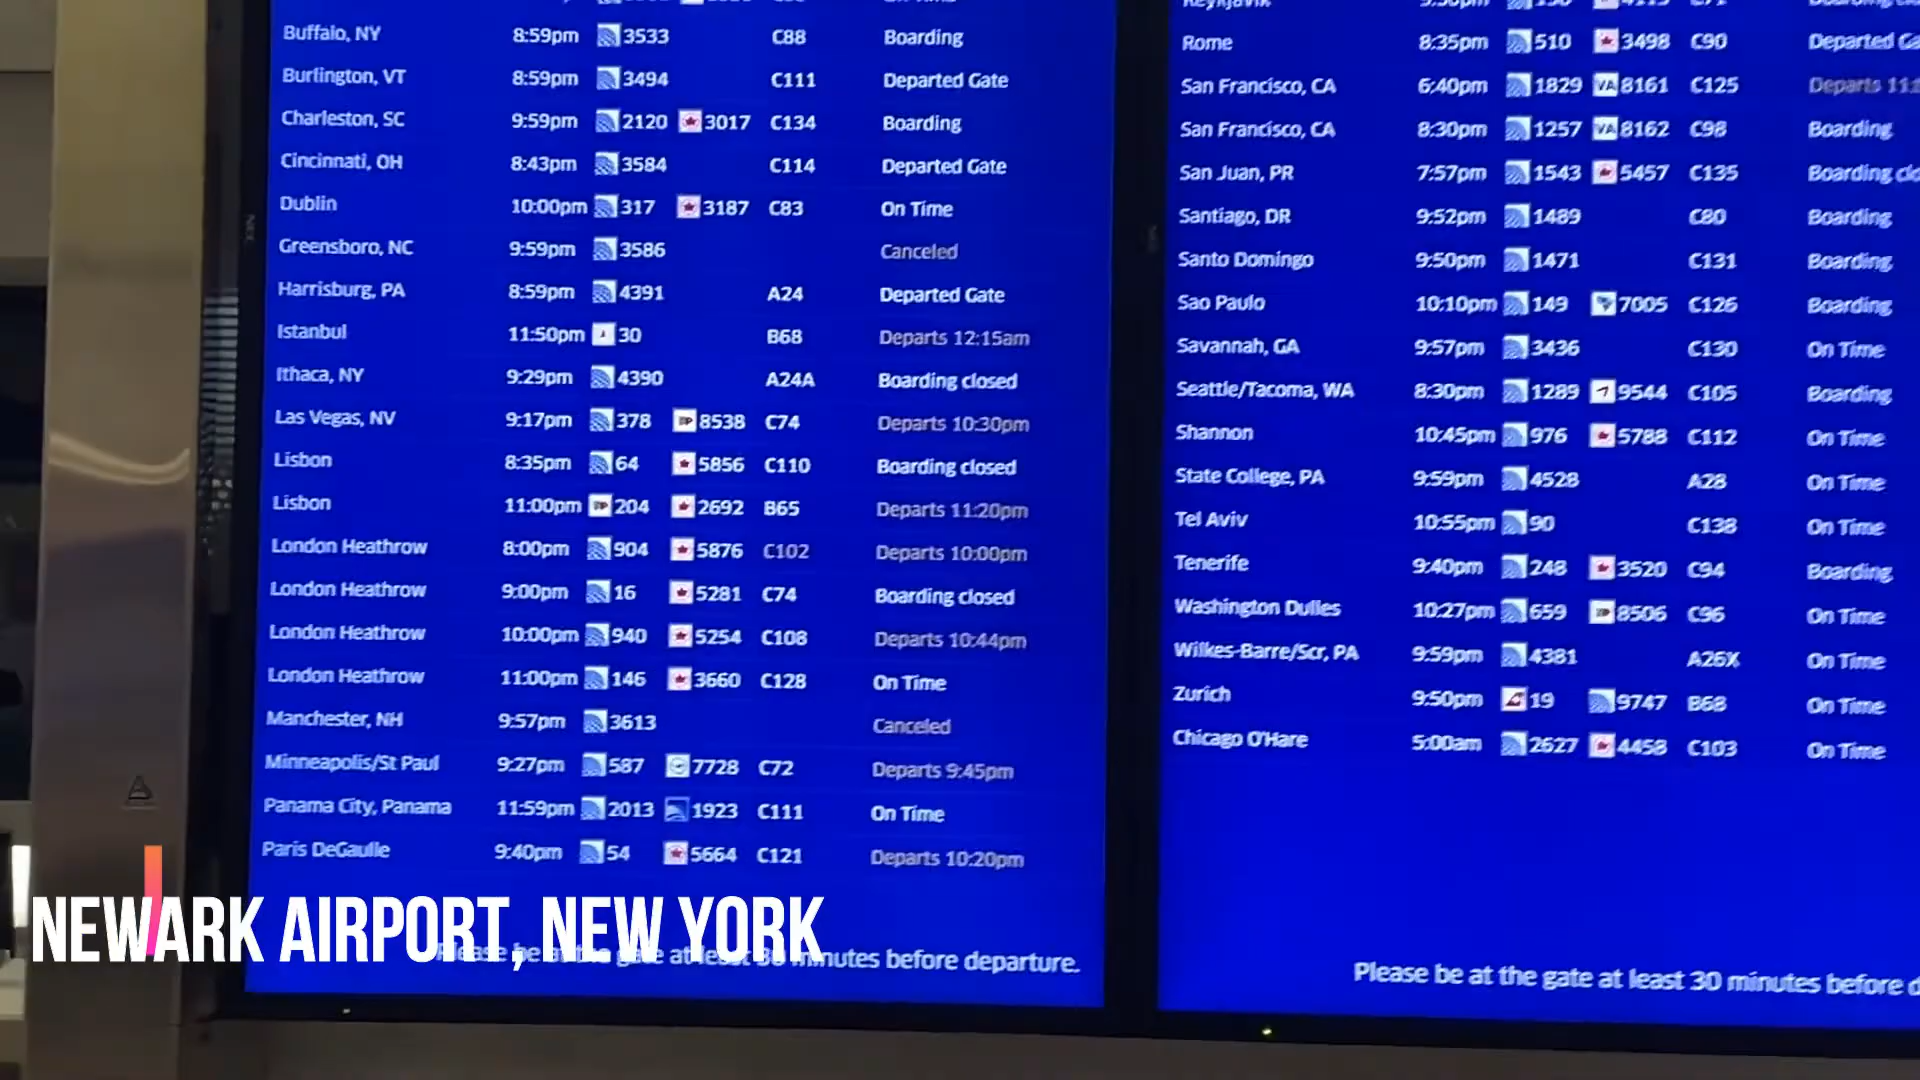 Buffalo, NY 8:59pm 3533 C88 Boarding
Burlington, VT 8:59pm 3494 C111 Departed Gate
Charleston, SC 9:59pm 2120 3017 C134 Boarding
Cincinnati, OH 8:43pm 3584 C114 Departed Gate
Dublin 10:00pm 317 3187 C83 On Time
Greensboro, NC 9:59pm 3586 Canceled
Harrisburg, PA 8:59pm 4391 A24 Departed Gate
Istanbul 11:50pm 30 B68 Departs 12:15am
Ithaca, NY 9:29pm 4390 A24A Boarding closed
Las Vegas, NV 9:17pm 378 8538 C74 Departs 10:30pm
Lisbon 8:35pm 64 5856 C110 Boarding closed
Lisbon 11:00pm 204 2692 B65 Departs 11:20pm
London Heathrow 8:00pm 904 5876 C102 Departs 10:00pm
London Heathrow 9:00pm 16 5281 C74 Boarding closed
London Heathrow 10:00pm 940 5254 C108 Departs 10:44pm
London Heathrow 11:00pm 146 3660 C128 On Time
Manchester, NH 9:57pm 3613 Canceled
Minneapolis/St Paul 9:27pm 587 7728 C72 Departs 9:45pm
Panama City, Panama 11:59pm 2013 1923 C111 On Time
Paris DeGaulle 9:40pm 54 5664 C121 Departs 10:20pm
Please be at the gate at least 30 minutes before departure.
Reykjavik
Rome 8:35pm 510 3498 C90 Departed Ga
San Francisco, CA 6:40pm 1829 VA 8161 C125 Departs 11:
San Francisco, CA 8:30pm 1257 VA 8162 C98 Boarding
San Juan, PR 7:57pm 1543 5457 C135 Boarding clo
Santiago, DR 9:52pm 1489 C80 Boarding
Santo Domingo 9:50pm 1471 C131 Boarding
Sao Paulo 10:10pm 149 7005 C126 Boarding
Savannah, GA 9:57pm 3436 C130 On Time
Seattle/Tacoma, WA 8:30pm 1289 9544 C105 Boarding
Shannon 10:45pm 976 5788 C112 On Time
State College, PA 9:59pm 4528 A28 On Time
Tel Aviv 10:55pm 90 C138 On Time
Tenerife 9:40pm 248 3520 C94 Boarding
Washington Dulles 10:27pm 659 8506 C96 On Time
Wilkes-Barre/Scr, PA 9:59pm 4381 A26X On Time
Zurich 9:50pm 19 9747 B68 On Time
Chicago O'Hare 5:00am 2627 4458 C103 On Time
Please be at the gate at least 30 minutes before d
NEWARK AIRPORT, NEW YORK